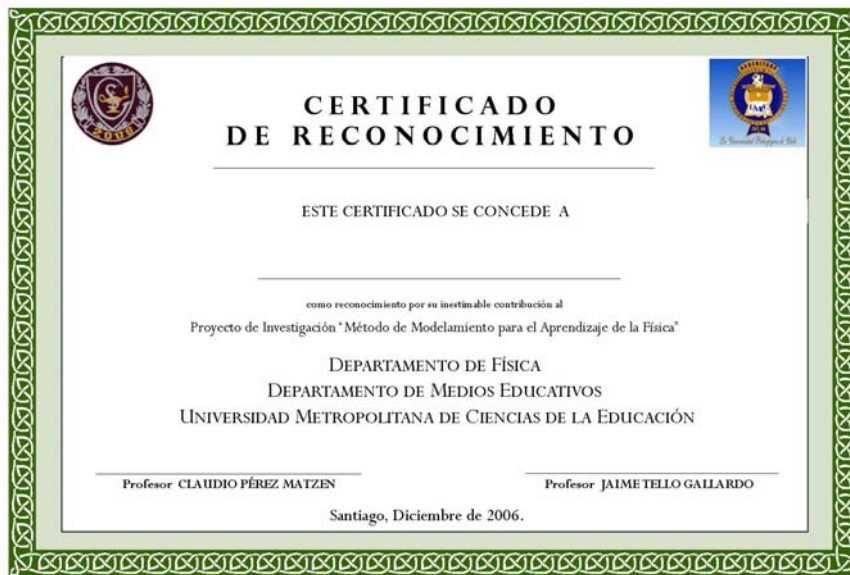 2000
ACREDITADA
CERTIFICADO
DE RECONOCIMIENTO
ESTE CERTIFICADO SE CONCEDE A
como reconocimiento por su inestimable contribución al
Proyecto de Investigación “Método de Modelamiento para el Aprendizaje de la Física”
DEPARTAMENTO DE FÍSICA
DEPARTAMENTO DE MEDIOS EDUCATIVOS
UNIVERSIDAD METROPOLITANA DE CIENCIAS DE LA EDUCACIÓN
Profesor CLAUDIO PÉREZ MATZEN
Profesor JAIME TELLO GALLARDO
Santiago, Diciembre de 2006.